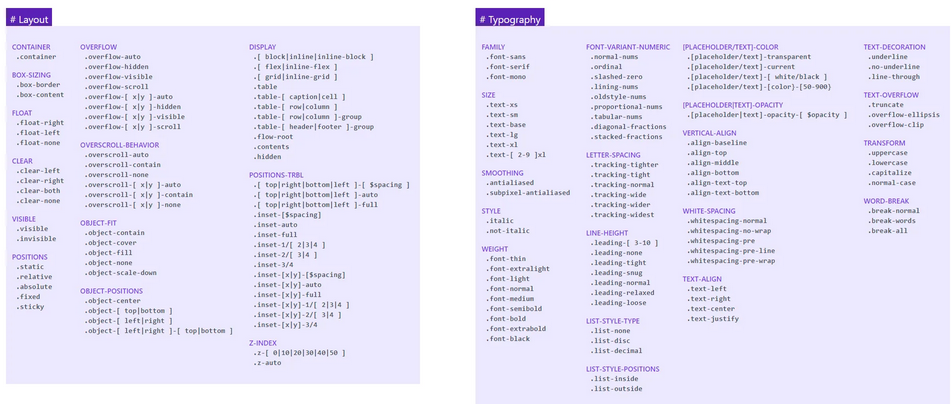 # Layout
CONTAINER
.container
BOX-SIZING
.box-border
.box-content
FLOAT
.float-right
.float-left
.float-none
CLEAR
.clear-left
.clear-right
.clear-both
.clear-none
VISIBLE
.visible
.invisible
POSITIONS
.static
.relative
.absolute
.fixed
.sticky
OVERFLOW
.overflow-auto
.overflow-hidden
.overflow-visible
.overflow-scroll
.overflow-[ x|y ]-auto
.overflow-[ x|y ]-hidden
.overflow-[ x|y ]-visible
.overflow-[ x|y ]-scroll
OVERSCROLL-BEHAVIOR
.overscroll-auto
.overscroll-contain
.overscroll-none
.overscroll-[ x|y ]-auto
.overscroll-[ x|y ]-contain
.overscroll-[ x|y ]-none
OBJECT-FIT
.object-contain
.object-cover
.object-fill
.object-none
.object-scale-down
OBJECT-POSITIONS
.object-center
.object-[ top|bottom ]
.object-[ left|right ]
.object-[ left|right ]-[ top|bottom ]
DISPLAY
.[ block|inline|inline-block ]
.[ flex|inline-flex ]
.[ grid|inline-grid ]
.table
.table-[ caption|cell ]
.table-[ row|column ]
.table-[ row|column ]-group
.table-[ header|footer ]-group
.flow-root
.contents
.hidden
POSITIONS-TRBL
.[ top|right|bottom|left ]-[ $spacing ]
.[ top|right|bottom|left ]-auto
.[ top|right|bottom|left ]-full
.inset-[$spacing]
.inset-auto
.inset-full
.inset-1/[ 2|3|4 ]
.inset-2/[ 3|4 ]
.inset-3/4
.inset-[x|y]-[$spacing]
.inset-[x|y]-auto
.inset-[x|y]-full
.inset-[x|y]-1/[ 2|3|4 ]
.inset-[x|y]-2/[ 3|4 ]
.inset-[x|y]-3/4
Z-INDEX
.z-[ 0|10|20|30|40|50 ]
.z-auto
# Typography
FAMILY
.font-sans
.font-serif
.font-mono
SIZE
.text-xs
.text-sm
.text-base
.text-lg
.text-xl
.text-[ 2-9 ]xl
SMOOTHING
.antialiased
.subpixel-antialiased
STYLE
.italic
.not-italic
WEIGHT
.font-thin
.font-extralight
.font-light
.font-normal
.font-medium
.font-semibold
.font-bold
.font-extrabold
.font-black
FONT-VARIANT-NUMERIC
.normal-nums
.ordinal
.slashed-zero
.lining-nums
.oldstyle-nums
.proportional-nums
.tabular-nums
.diagonal-fractions
.stacked-fractions
LETTER-SPACING
.tracking-tighter
.tracking-tight
.tracking-normal
.tracking-wide
.tracking-wider
.tracking-widest
LINE-HEIGHT
.leading-[ 3-10 ]
.leading-none
.leading-tight
.leading-snug
.leading-normal
.leading-relaxed
.leading-loose
LIST-STYLE-TYPE
.list-none
.list-disc
.list-decimal
LIST-STYLE-POSITIONS
.list-inside
.list-outside
[PLACEHOLDER/TEXT]-COLOR
.[placeholder/text]-transparent
.[placeholder/text]-current
.[placeholder/text]-[ white/black ]
.[placeholder/text]-[color}-[50-900}
[PLACEHOLDER|TEXT]-OPACITY
.[placeholder|text]-opacity-[ $opacity ]
VERTICAL-ALIGN
.align-baseline
.align-top
.align-middle
.align-bottom
.align-text-top
.align-text-bottom
WHITE-SPACING
.whitespacing-normal
.whitespacing-no-wrap
.whitespacing-pre
.whitespacing-pre-line
.whitespacing-pre-wrap
TEXT-ALIGN
.text-left
.text-right
.text-center
.text-justify
TEXT-DECORATION
.underline
.no-underline
.line-through
TEXT-OVERFLOW
.truncate
.overflow-ellipsis
.overflow-clip
TRANSFORM
.uppercase
.lowercase
.capitalize
.normal-case
WORD-BREAK
.break-normal
.break-words
.break-all